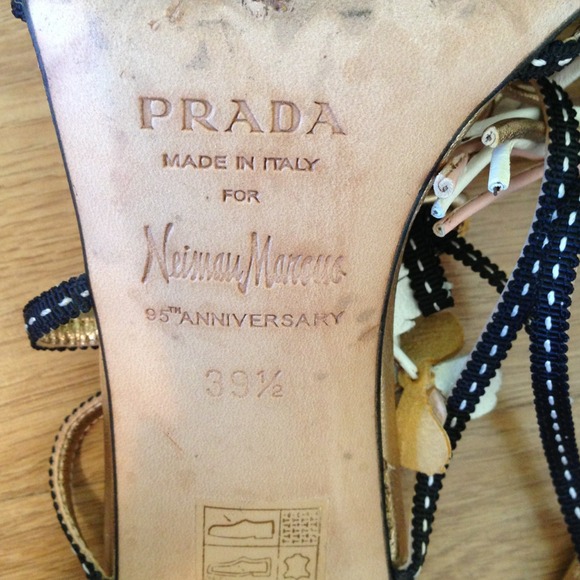 PRADA
MADE IN ITALY
FOR
Neiman Marcus
95TH ANNIVERSARY
39½